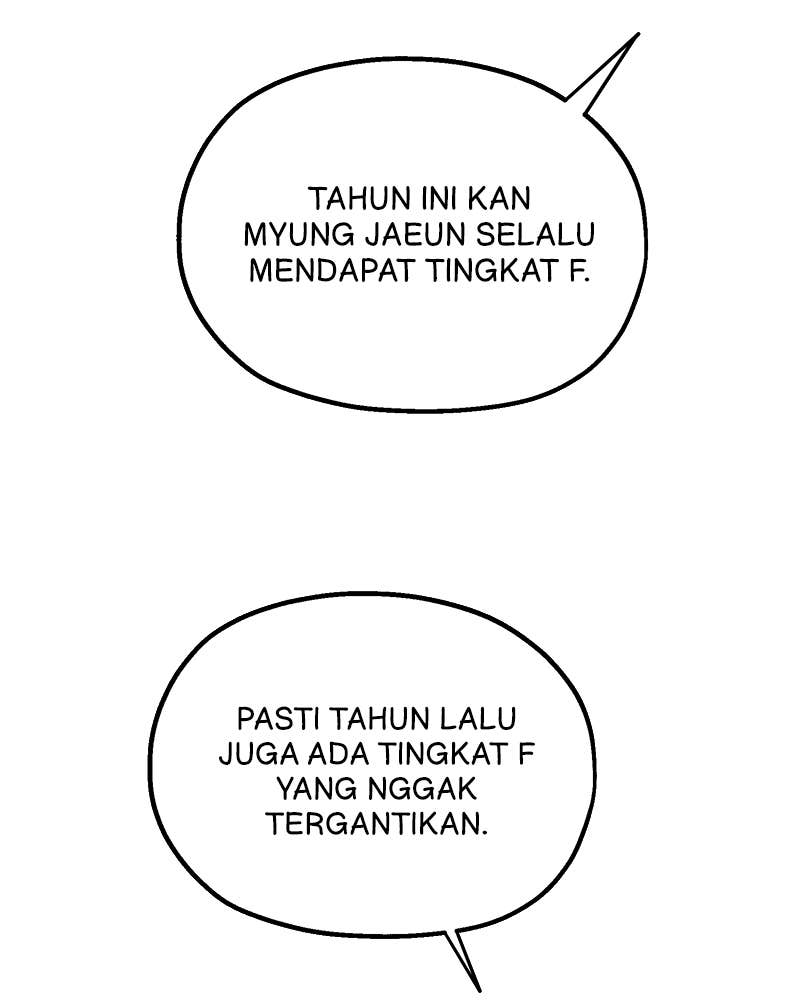 TAHUN INI KAN
MYUNG JAEUN SELALU
MENDAPAT TINGKAT F.
PASTI TAHUN LALU
JUGA ADA TINGKAT F
YANG NGGAK
TERGANTIKAN.